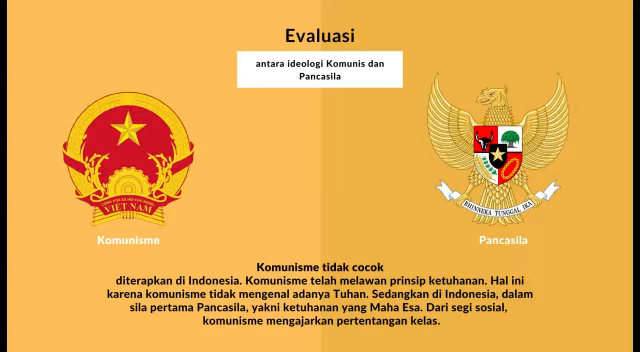 Evaluasi
antara ideologi Komunis dan
Pancasila
VIỆT NAM
BHINNEKA TUNGGAL IKA
Komunisme
Pancasila
Komunisme tidak cocok
diterapkan di Indonesia. Komunisme telah melawan prinsip ketuhanan. Hal ini
karena komunisme tidak mengenal adanya Tuhan. Sedangkan di Indonesia, dalam
sila pertama Pancasila, yakni ketuhanan yang Maha Esa. Dari segi sosial,
komunisme mengajarkan pertentangan kelas.